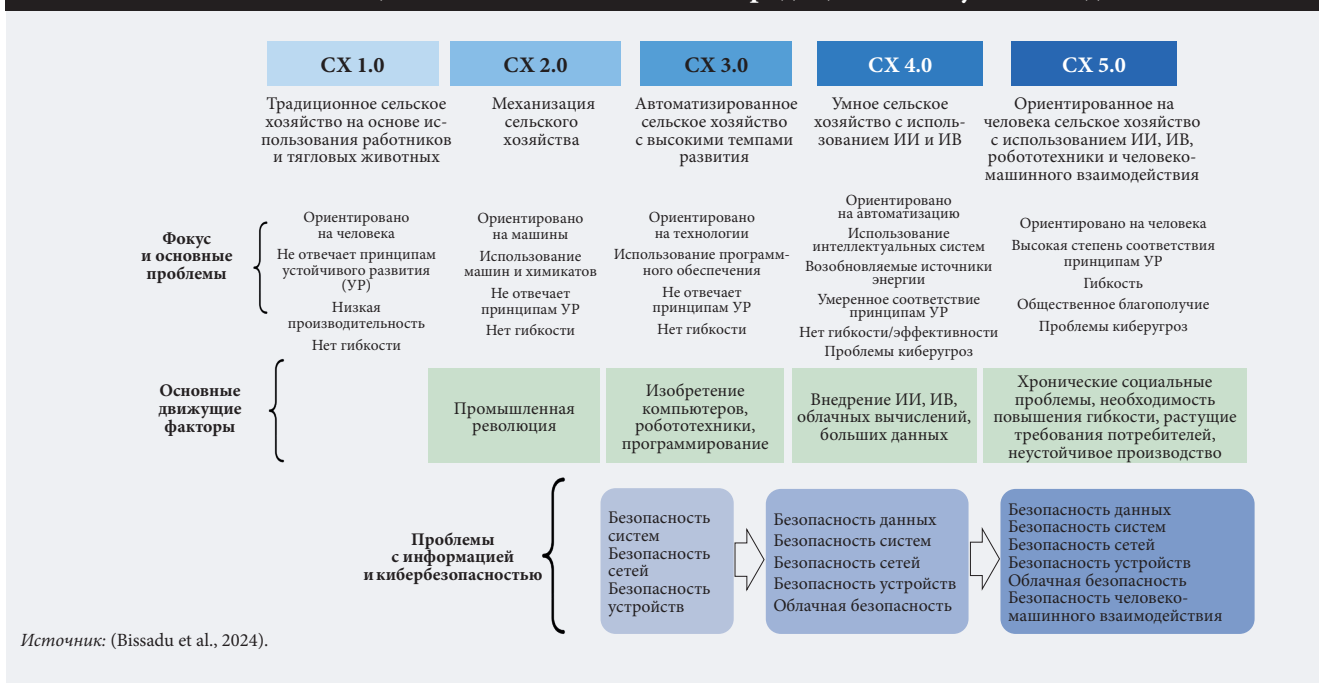 СХ 1.0
СХ 2.0
СХ 3.0
СХ 4.0
СХ 5.0
Традиционное сельское
хозяйство на основе ис-
пользования работников
и тягловых животных
Механизация
сельского
хозяйства
Автоматизированное
сельское хозяйство
с высокими темпами
развития
Умное сельское
хозяйство с исполь-
зованием ИИ и ИВ
Ориентированное на
человека сельское хозяйство
с использованием ИИ, ИВ,
робототехники и человеко-
машинного взаимодействия
Фокус
и основные
проблемы
Ориентировано
на человека
Не отвечает принципам
устойчивого развития
(УР)
Низкая
производительность
Нет гибкости
Ориентировано
на машины
Использование
машин и химикатов
Не отвечает
принципам УР
Нет гибкости
Ориентировано
на технологии
Использование программ-
ного обеспечения
Не отвечает
принципам УР
Нет гибкости
Ориентировано
на автоматизацию
Использование
интеллектуальных систем
Возобновляемые источники
энергии
Умеренное соответствие
принципам УР
Нет гибкости/эффективности
Проблемы киберугроз
Ориентировано на человека
Высокая степень соответствия
принципам УР
Гибкость
Общественное благополучие
Проблемы киберугроз
Основные
движущие
факторы
Промышленная
революция
Изобретение
компьютеров,
робототехники,
программирование
Внедрение ИИ, ИВ,
облачных вычислений,
больших данных
Хронические социальные
проблемы, необходимость
повышения гибкости, растущие
требования потребителей,
неустойчивое производство
Проблемы
с информацией
и кибербезопасностью
Безопасность
систем
Безопасность
сетей
Безопасность
устройств
Безопасность данных
Безопасность систем
Безопасность сетей
Безопасность устройств
Облачная безопасность
Безопасность данных
Безопасность систем
Безопасность сетей
Безопасность устройств
Облачная безопасность
Безопасность человеко-
машинного взаимодействия
Источник: (Bissadu et al., 2024).